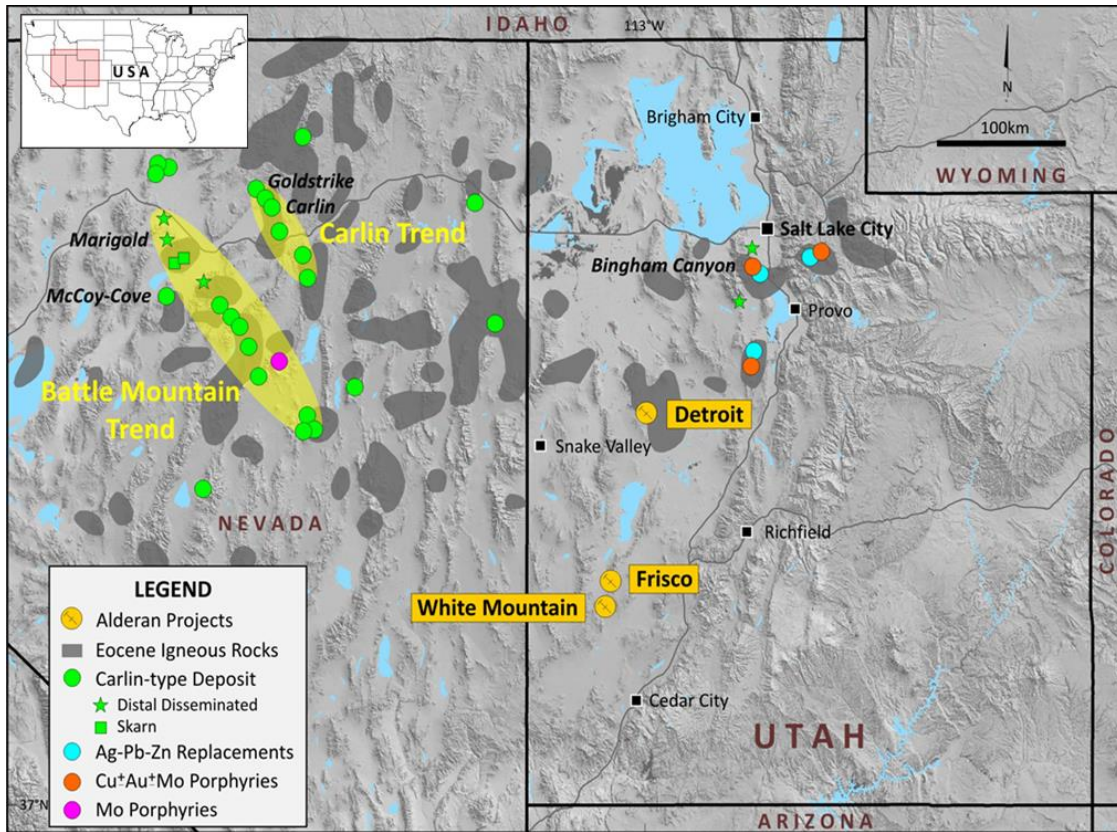 IDAHO
113°W
USA
N
100km
WYOMING
Brigham City
Goldstrike
Carlin
Carlin Trend
Marigold
McCoy-Cove
Battle Mountain
Trend
Salt Lake City
Bingham Canyon
Provo
Detroit
Snake Valley
COLORADO
NEVADA
Richfield
Frisco
White Mountain
Cedar City
UTAH
ARIZONA
37°N
LEGEND
Alderan Projects
Eocene Igneous Rocks
Carlin-type Deposit
Distal Disseminated
Skarn
Ag-Pb-Zn Replacements
Cu±Au±Mo Porphyries
Mo Porphyries